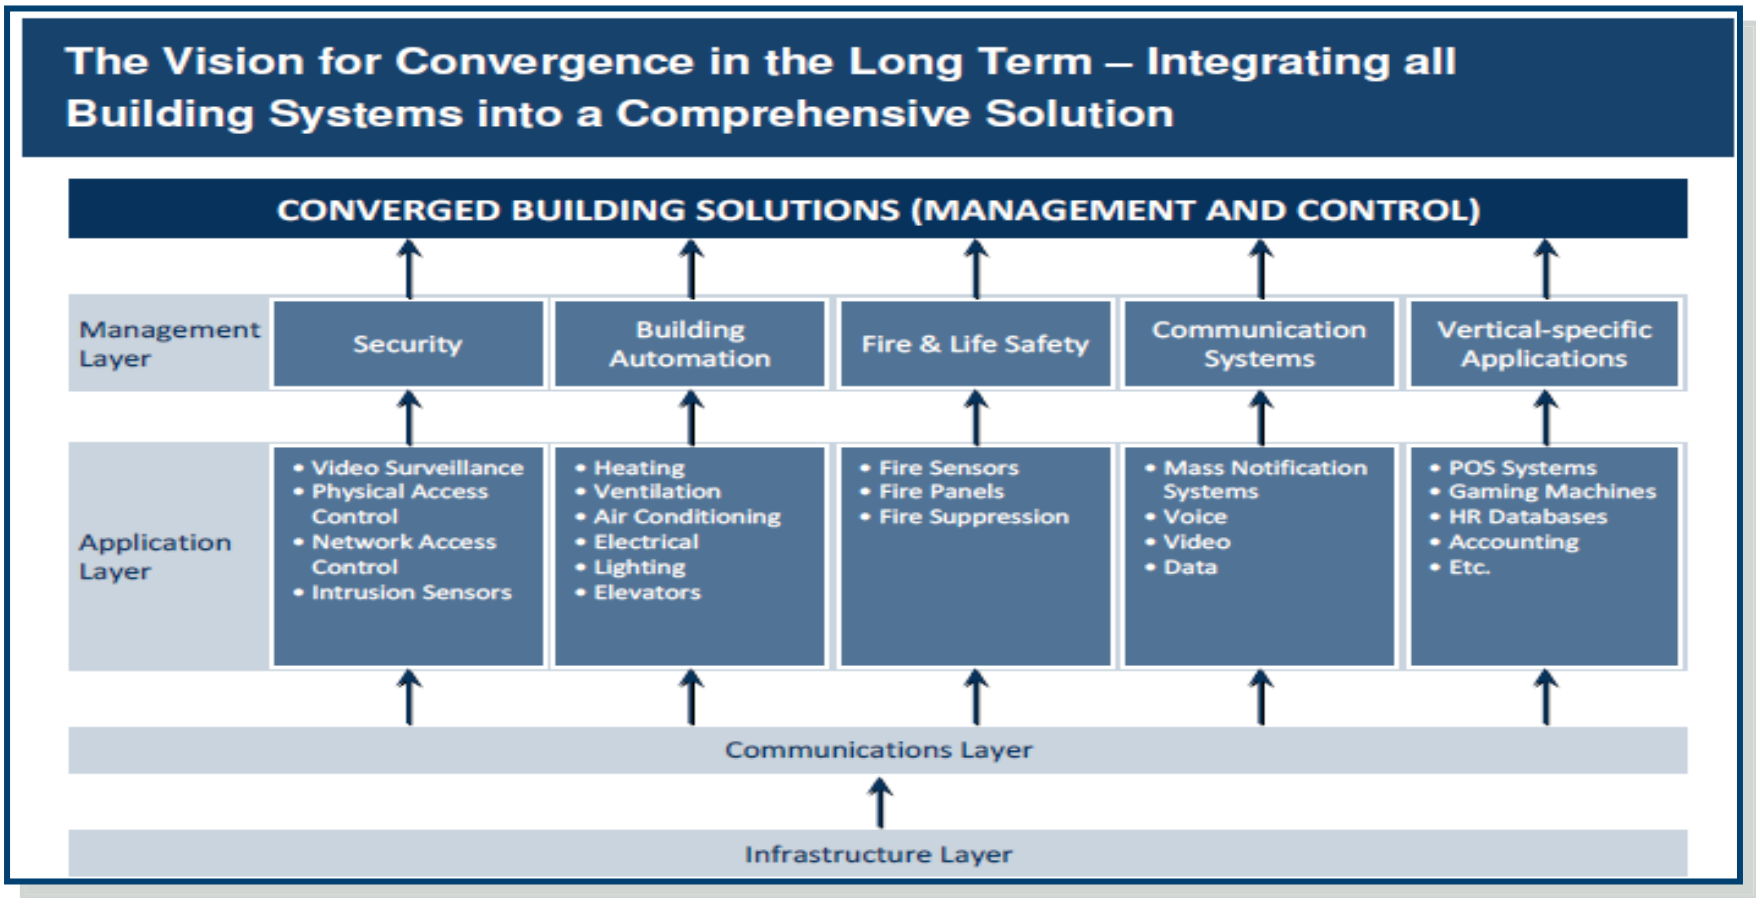 The Vision for Convergence in the Long Term – Integrating all
Building Systems into a Comprehensive Solution
CONVERGED BUILDING SOLUTIONS (MANAGEMENT AND CONTROL)
Management
Layer
Security
Building
Automation
Fire & Life Safety
Communication
Systems
Vertical-specific
Applications
Application
Layer
• Video Surveillance
• Physical Access
Control
• Network Access
Control
• Intrusion Sensors
• Heating
• Ventilation
• Air Conditioning
• Electrical
• Lighting
• Elevators
• Fire Sensors
• Fire Panels
• Fire Suppression
• Mass Notification
Systems
• Voice
• Video
• Data
• POS Systems
• Gaming Machines
• HR Databases
• Accounting
• Etc.
Communications Layer
Infrastructure Layer